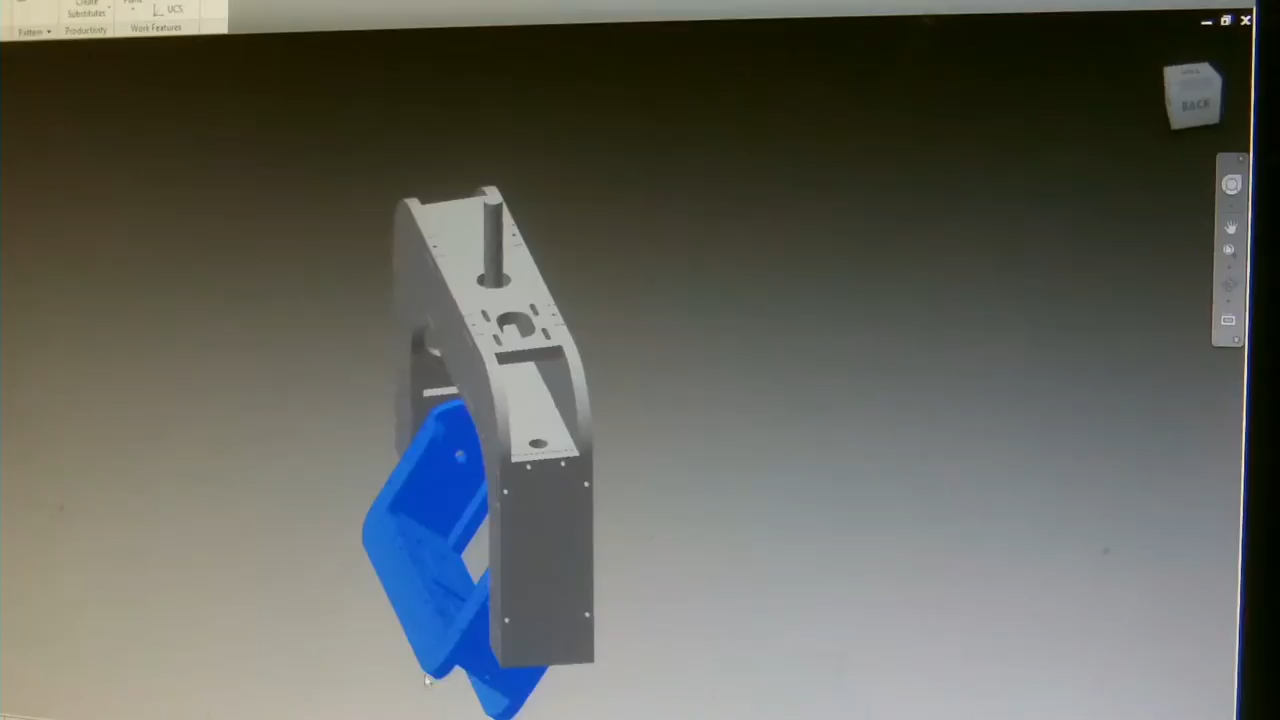 Create
Substitutes
UCS
Pattern
Productivity
Work Features
BACK